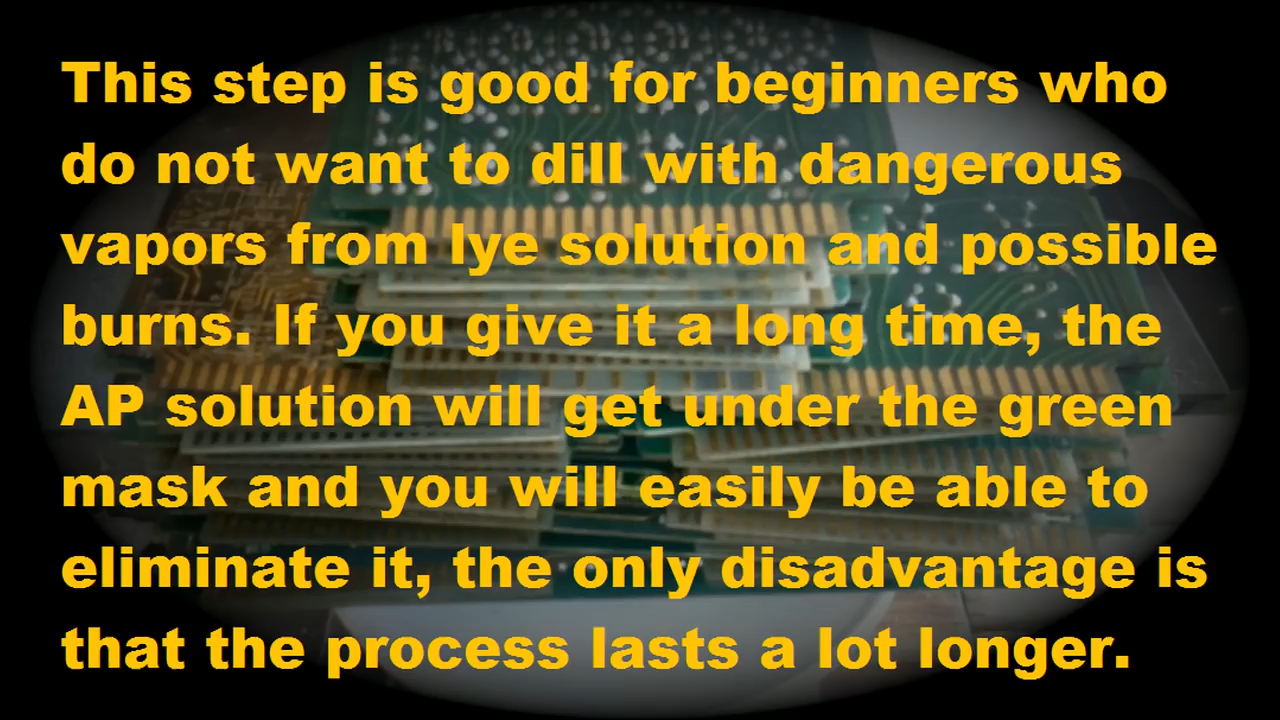 This step is good for beginners who
do not want to dill with dangerous
vapors from lye solution and possible
burns. If you give it a long time, the
AP solution will get under the green
mask and you will easily be able to
eliminate it, the only disadvantage is
that the process lasts a lot longer.